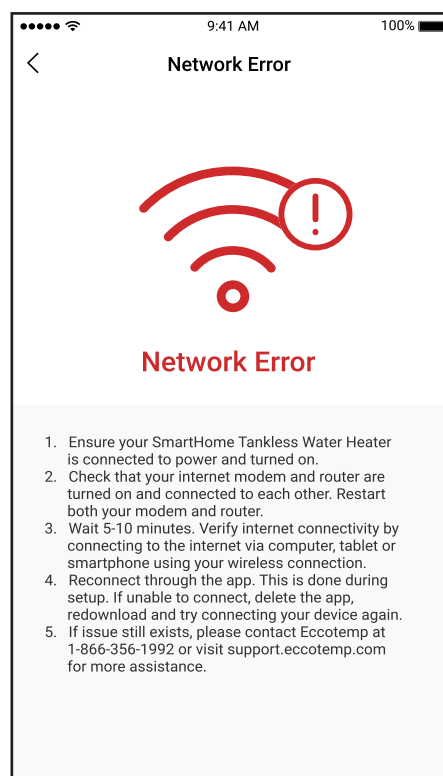 9:41 AM 100%
Network Error
Network Error
1. Ensure your SmartHome Tankless Water Heater
is connected to power and turned on.
2. Check that your internet modem and router are
turned on and connected to each other. Restart
both your modem and router.
3. Wait 5-10 minutes. Verify internet connectivity by
connecting to the internet via computer, tablet or
smartphone using your wireless connection.
4. Reconnect through the app. This is done during
setup. If unable to connect, delete the app,
redownload and try connecting your device again.
5. If issue still exists, please contact Eccotemp at
1-866-356-1992 or visit support.eccotemp.com
for more assistance.